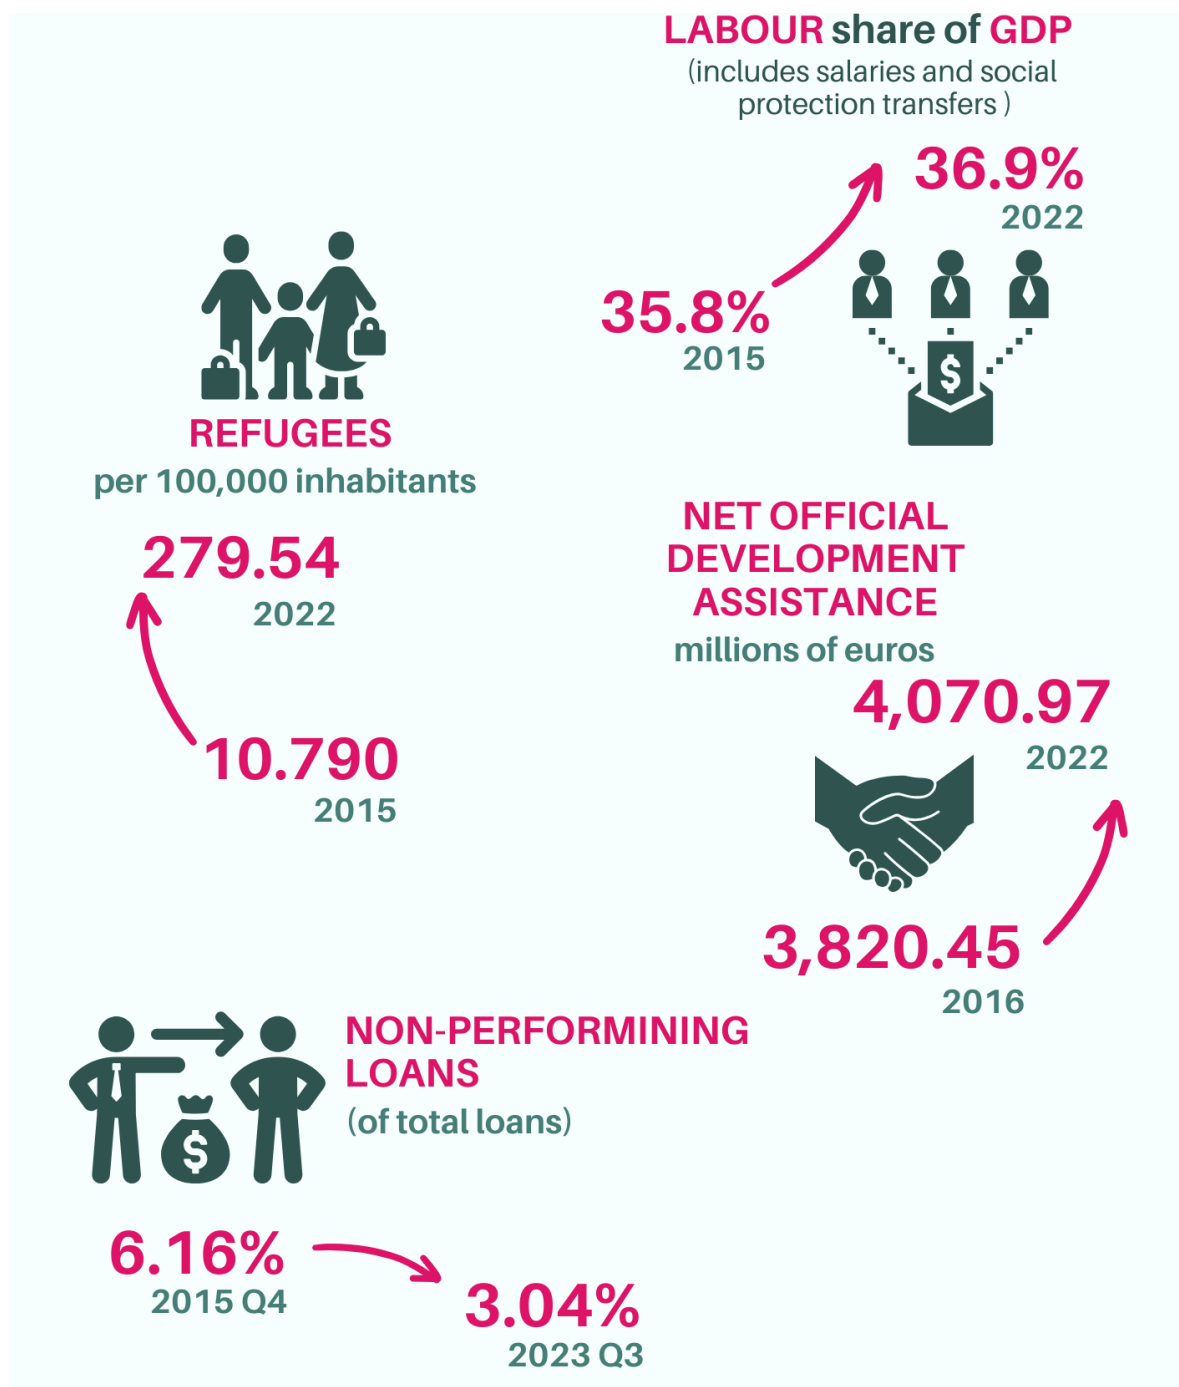 LABOUR share of GDP
(includes salaries and social
protection transfers )
36.9%
2022
35.8%
2015
$
REFUGEES
per 100,000 inhabitants
279.54
2022
10.790
2015
NET OFFICIAL
DEVELOPMENT
ASSISTANCE
millions of euros
4,070.97
2022
3,820.45
2016
NON-PERFORMINING
LOANS
(of total loans)
$
6.16%
2015 Q4
3.04%
2023 Q3